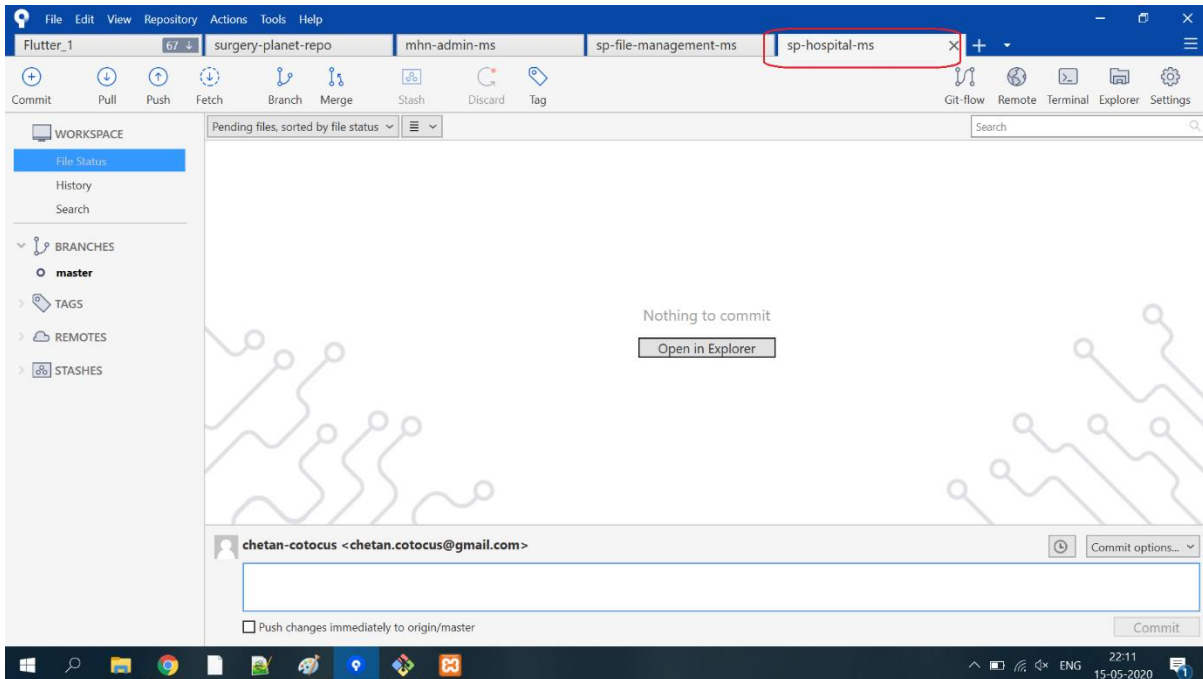 File Edit View Repository Actions Tools Help
Flutter_1 67 ↓ surgery-planet-repo mhn-admin-ms sp-file-management-ms sp-hospital-ms
Commit Pull Push Fetch Branch Merge Stash Discard Tag Git-flow Remote Terminal Explorer Settings
WORKSPACE
Pending files, sorted by file status
Search
File Status
History
Search
BRANCHES
master
TAGS
REMOTES
STASHES
Nothing to commit
Open in Explorer
chetan-cotocus <chetan.cotocus@gmail.com>
Commit options...
Push changes immediately to origin/master
Commit
ENG
22:11
15-05-2020
1